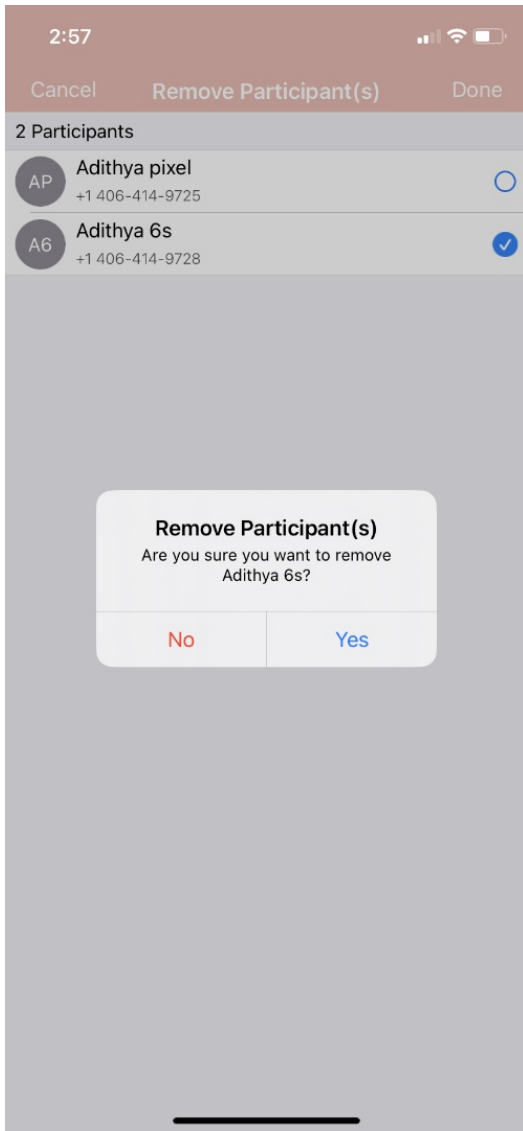 2:57
Cancel Remove Participant(s) Done
2 Participants
AP
Adithya pixel
+1 406-414-9725
A6
Adithya 6s
+1 406-414-9728
Remove Participant(s)
Are you sure you want to remove
Adithya 6s?
No Yes